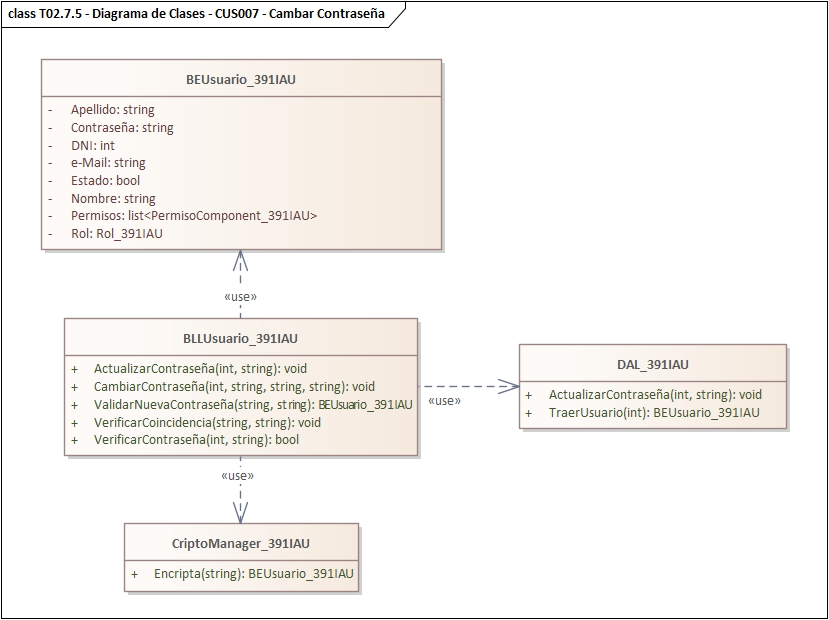 class T02.7.5 - Diagrama de Clases - CUS007 - Cambar Contraseña
BEUsuario_391IAU
- Apellido: string
- Contraseña: string
- DNI: int
- e-Mail: string
- Estado: bool
- Nombre: string
- Permisos: list<PermisoComponent_391IAU>
- Rol: Rol_391IAU
«use»
BLLUsuario_391IAU
+ ActualizarContraseña(int, string): void
+ CambiarContraseña(int, string, string, string): void
+ ValidarNuevaContraseña(string, string): BEUsuario_391IAU
+ VerificarCoincidencia(string, string): void
+ VerificarContraseña(int, string): bool
«use»
DAL_391IAU
+ ActualizarContraseña(int, string): void
+ TraerUsuario(int): BEUsuario_391IAU
«use»
CriptoManager_391IAU
+ Encripta(string): BEUsuario_391IAU